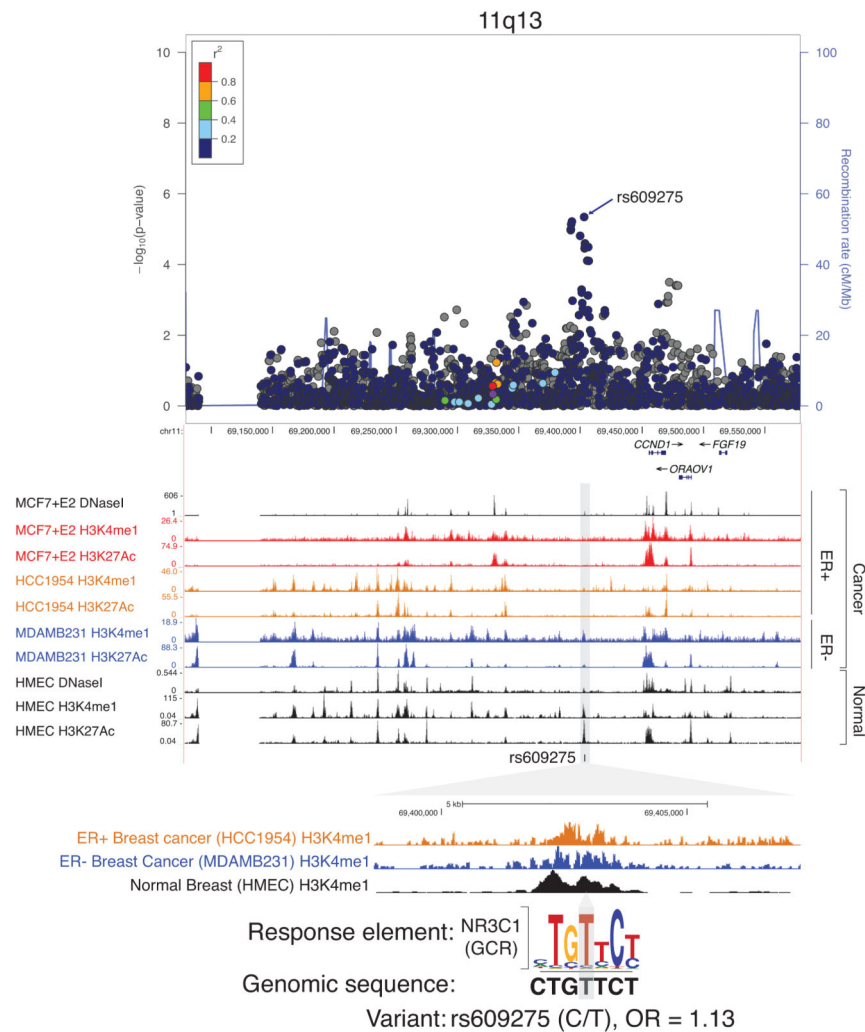 11q13
r²
0.8
0.6
0.4
0.2
10
8
6
4
2
0
−log₁₀(p−value)
100
80
60
40
20
0
Recombination rate (cM/Mb)
rs609275
chr11: 69,150,000 69,200,000 69,250,000 69,300,000 69,350,000 69,400,000 69,450,000 69,500,000 69,550,000
CCND1 FGF19
ORAOV1
MCF7+E2 DNaseI 606 1
MCF7+E2 H3K4me1 26.4 0
MCF7+E2 H3K27Ac 74.9 0
HCC1954 H3K4me1 46.0 0
HCC1954 H3K27Ac 55.5 0
MDAMB231 H3K4me1 18.9 0
MDAMB231 H3K27Ac 88.3 0
HMEC DNaseI 0.544 0
HMEC H3K4me1 115 0.04
HMEC H3K27Ac 80.7 0.04
ER+
ER-
Cancer
Normal
rs609275
5 kb
69,400,000 69,405,000
ER+ Breast cancer (HCC1954) H3K4me1
ER- Breast Cancer (MDAMB231) H3K4me1
Normal Breast (HMEC) H3K4me1
Response element: NR3C1 (GCR) TGTTCT
Genomic sequence: CTGTTCT
Variant: rs609275 (C/T), OR = 1.13